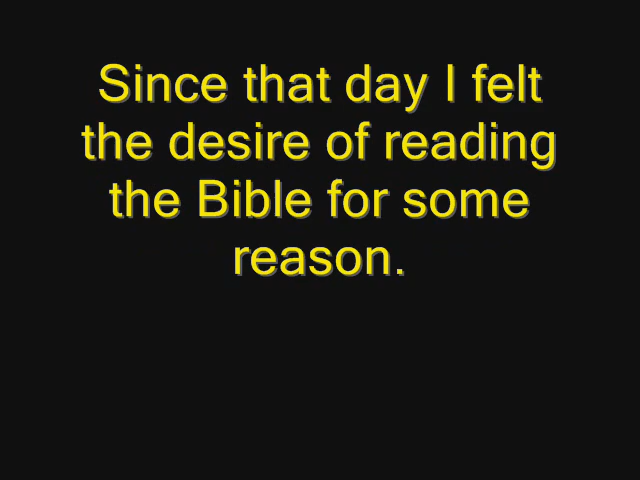 Since that day I felt
the desire of reading
the Bible for some
reason.